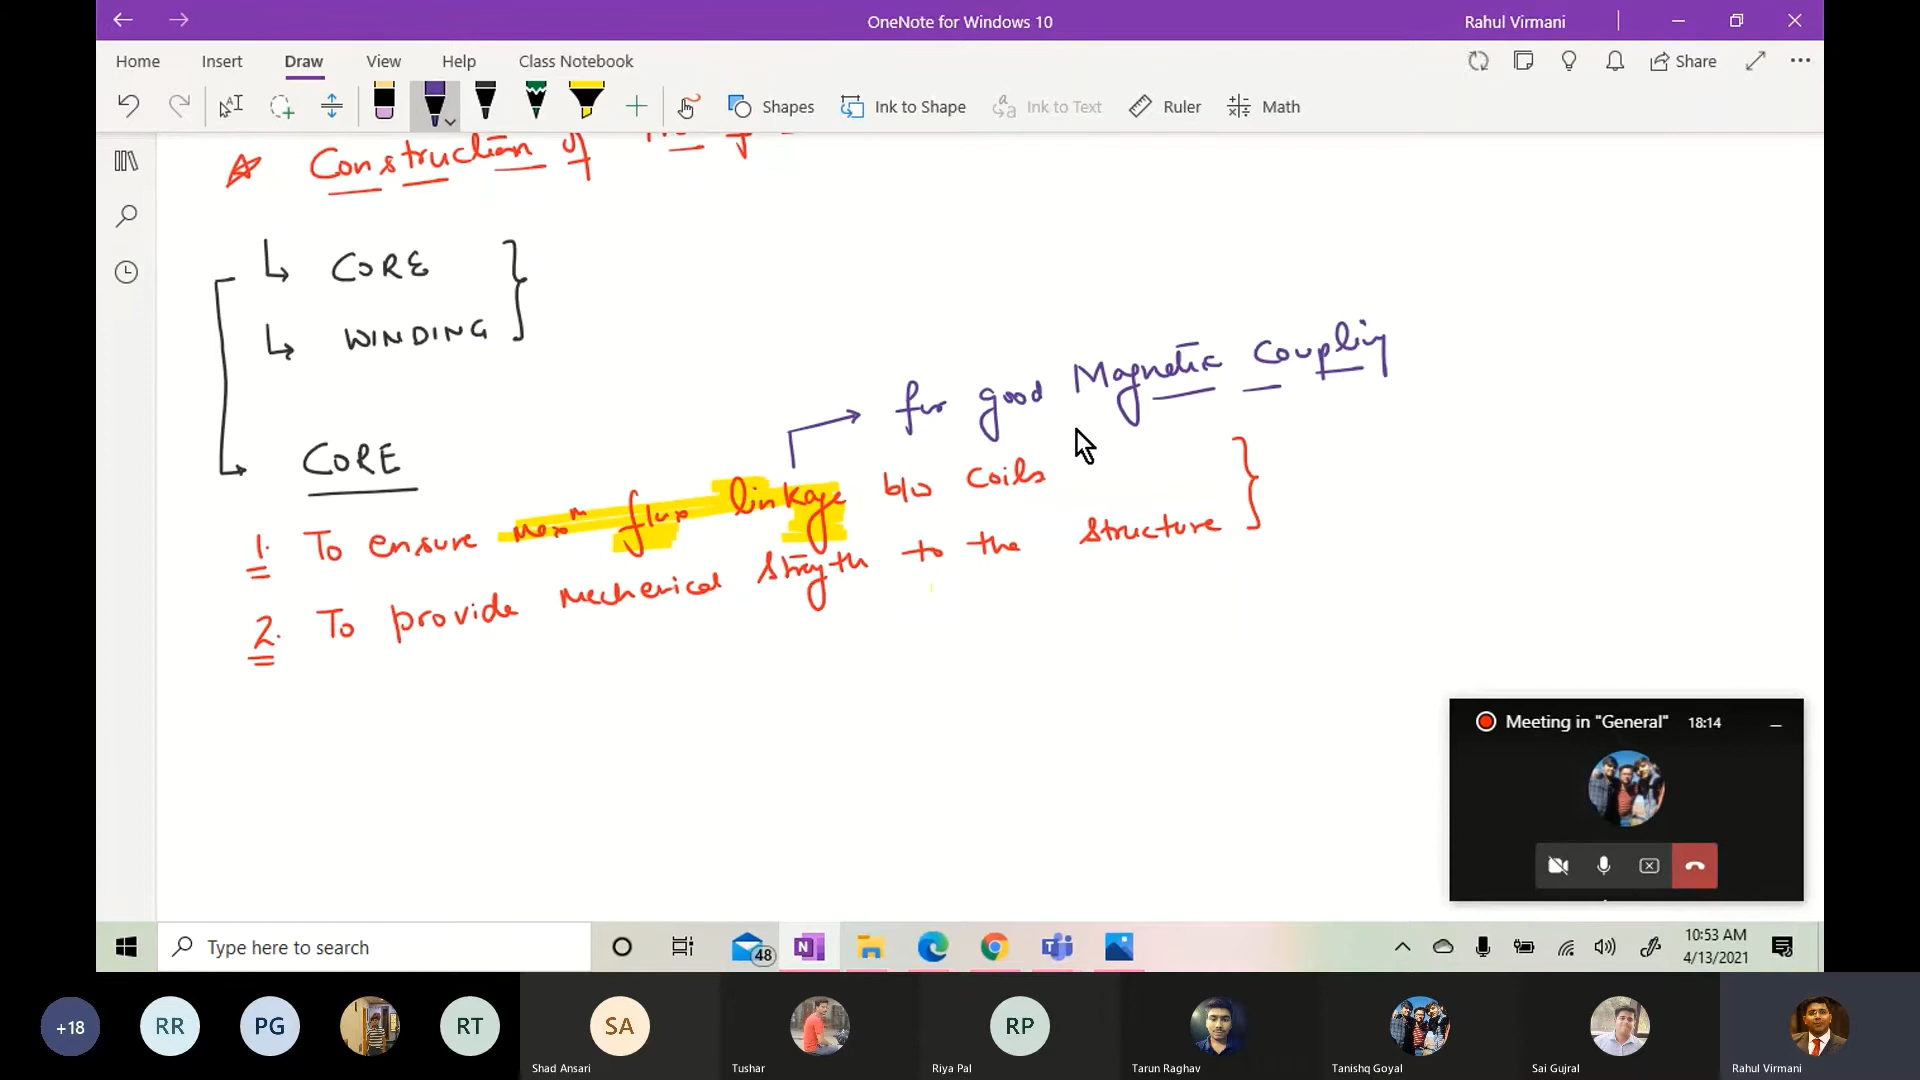 OneNote for Windows 10
Rahul Virmani
Home Insert Draw View Help Class Notebook
Share
Shapes Ink to Shape Ink to Text Ruler Math
Construction of
CORE
WINDING
for good Magnetic Coupling
CORE
1. To ensure maxᵐ flux linkage b/w coils
2. To provide Mechanical strength to the structure
Meeting in "General" 18:14
Type here to search
48
10:53 AM
4/13/2021
+18 RR PG RT SA RP
Shad Ansari Tushar Riya Pal Tarun Raghav Tanishq Goyal Sai Gujral Rahul Virmani